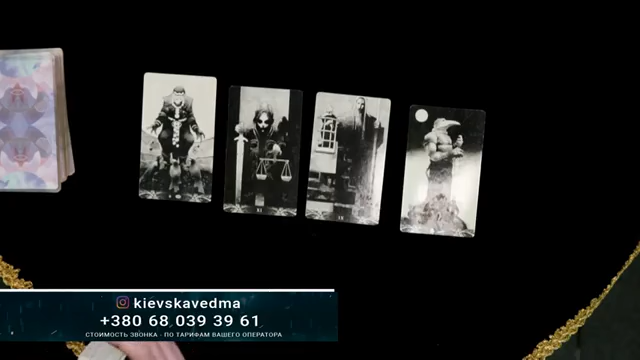 kievskavedma
+380 68 039 39 61
СТОИМОСТЬ ЗВОНКА - ПО ТАРИФАМ ВАШЕГО ОПЕРАТОРА